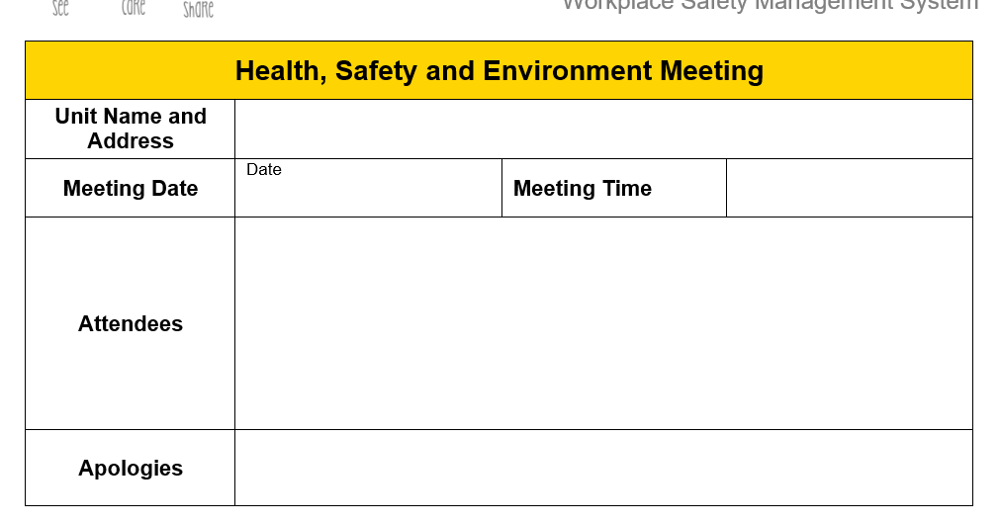 see care share
Workplace Safety Management System
Health, Safety and Environment Meeting
Unit Name and
Address
Date
Meeting Date
Meeting Time
Attendees
Apologies